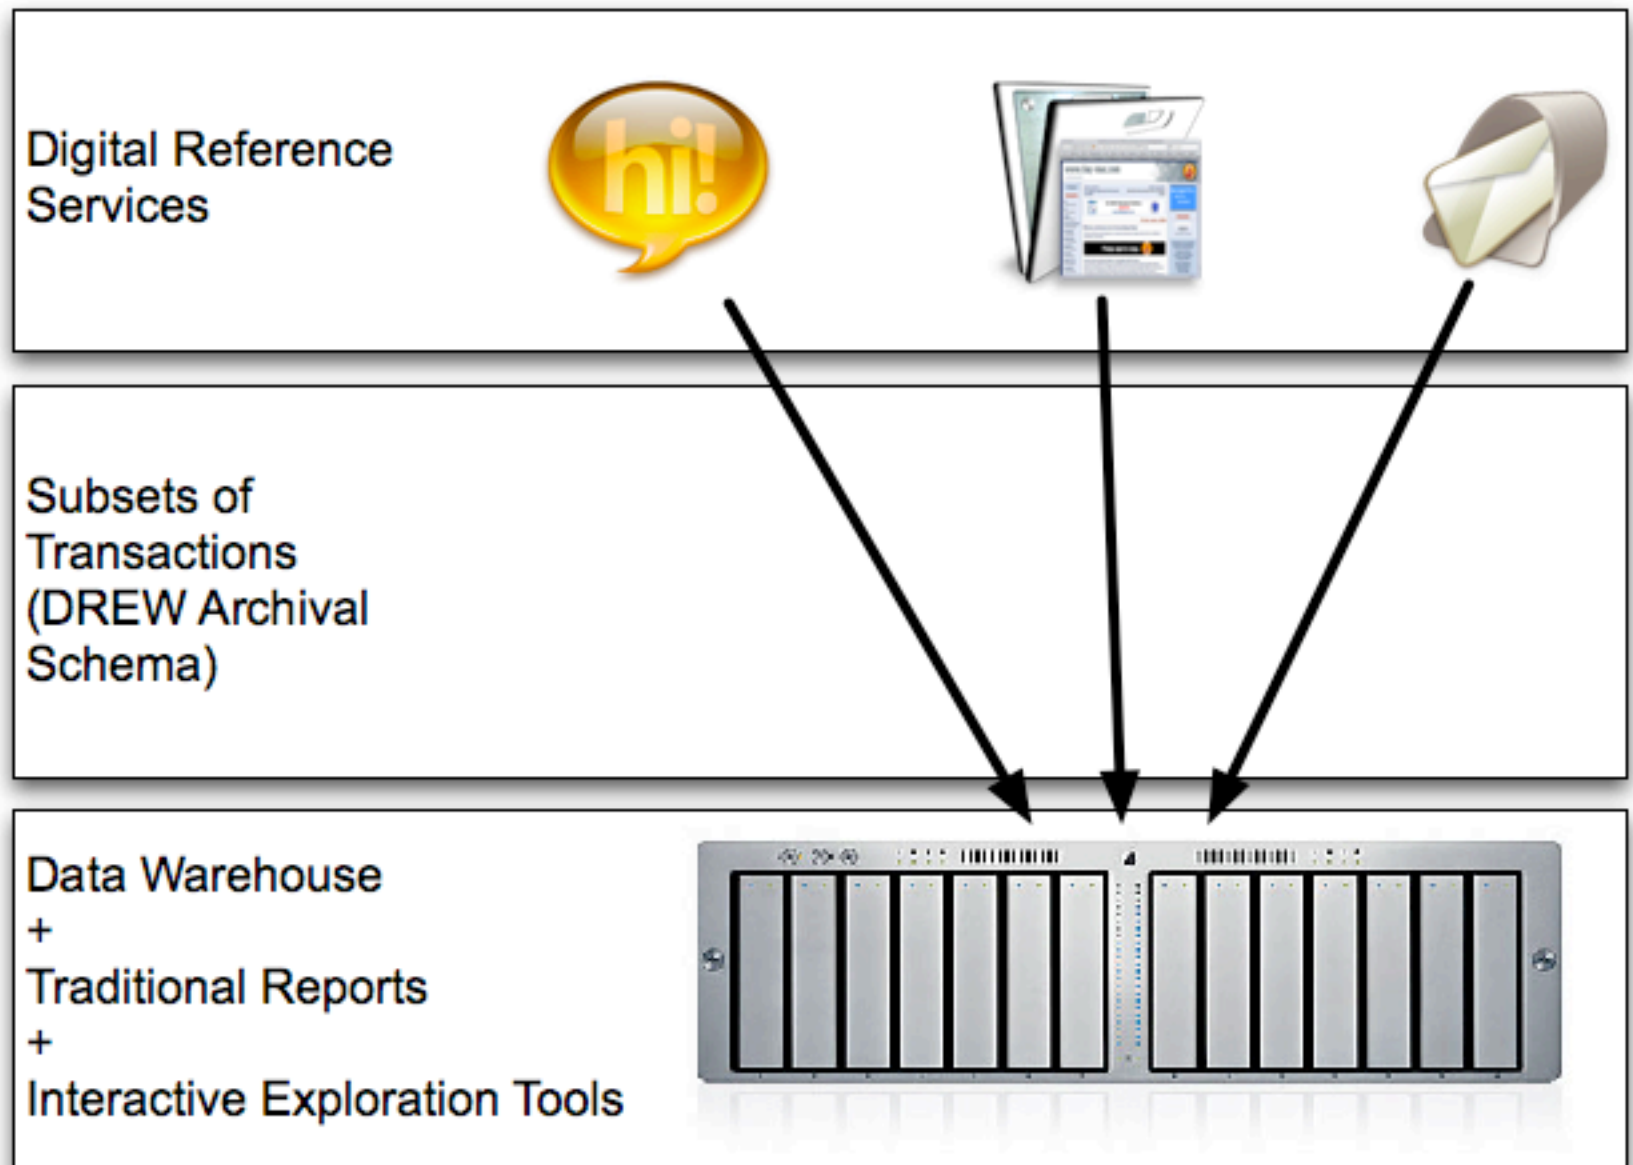 Digital Reference
Services
hi!
Subsets of
Transactions
(DREW Archival
Schema)
Data Warehouse
+
Traditional Reports
+
Interactive Exploration Tools